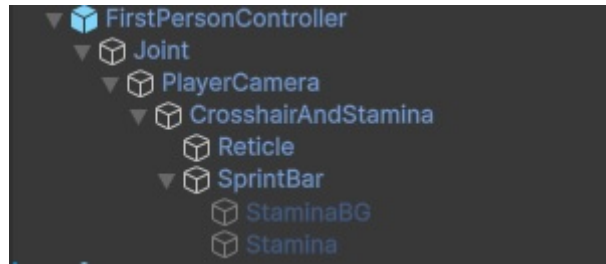 FirstPersonController
Joint
PlayerCamera
CrosshairAndStamina
Reticle
SprintBar
StaminaBG
Stamina